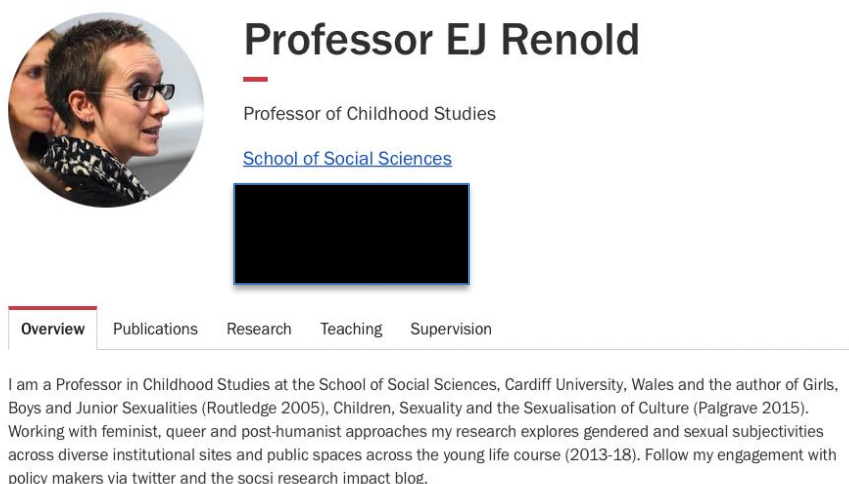 Professor EJ Renold
Professor of Childhood Studies
School of Social Sciences
Overview Publications Research Teaching Supervision
I am a Professor in Childhood Studies at the School of Social Sciences, Cardiff University, Wales and the author of Girls,
Boys and Junior Sexualities (Routledge 2005), Children, Sexuality and the Sexualisation of Culture (Palgrave 2015).
Working with feminist, queer and post-humanist approaches my research explores gendered and sexual subjectivities
across diverse institutional sites and public spaces across the young life course (2013-18). Follow my engagement with
policy makers via twitter and the socsi research impact blog.